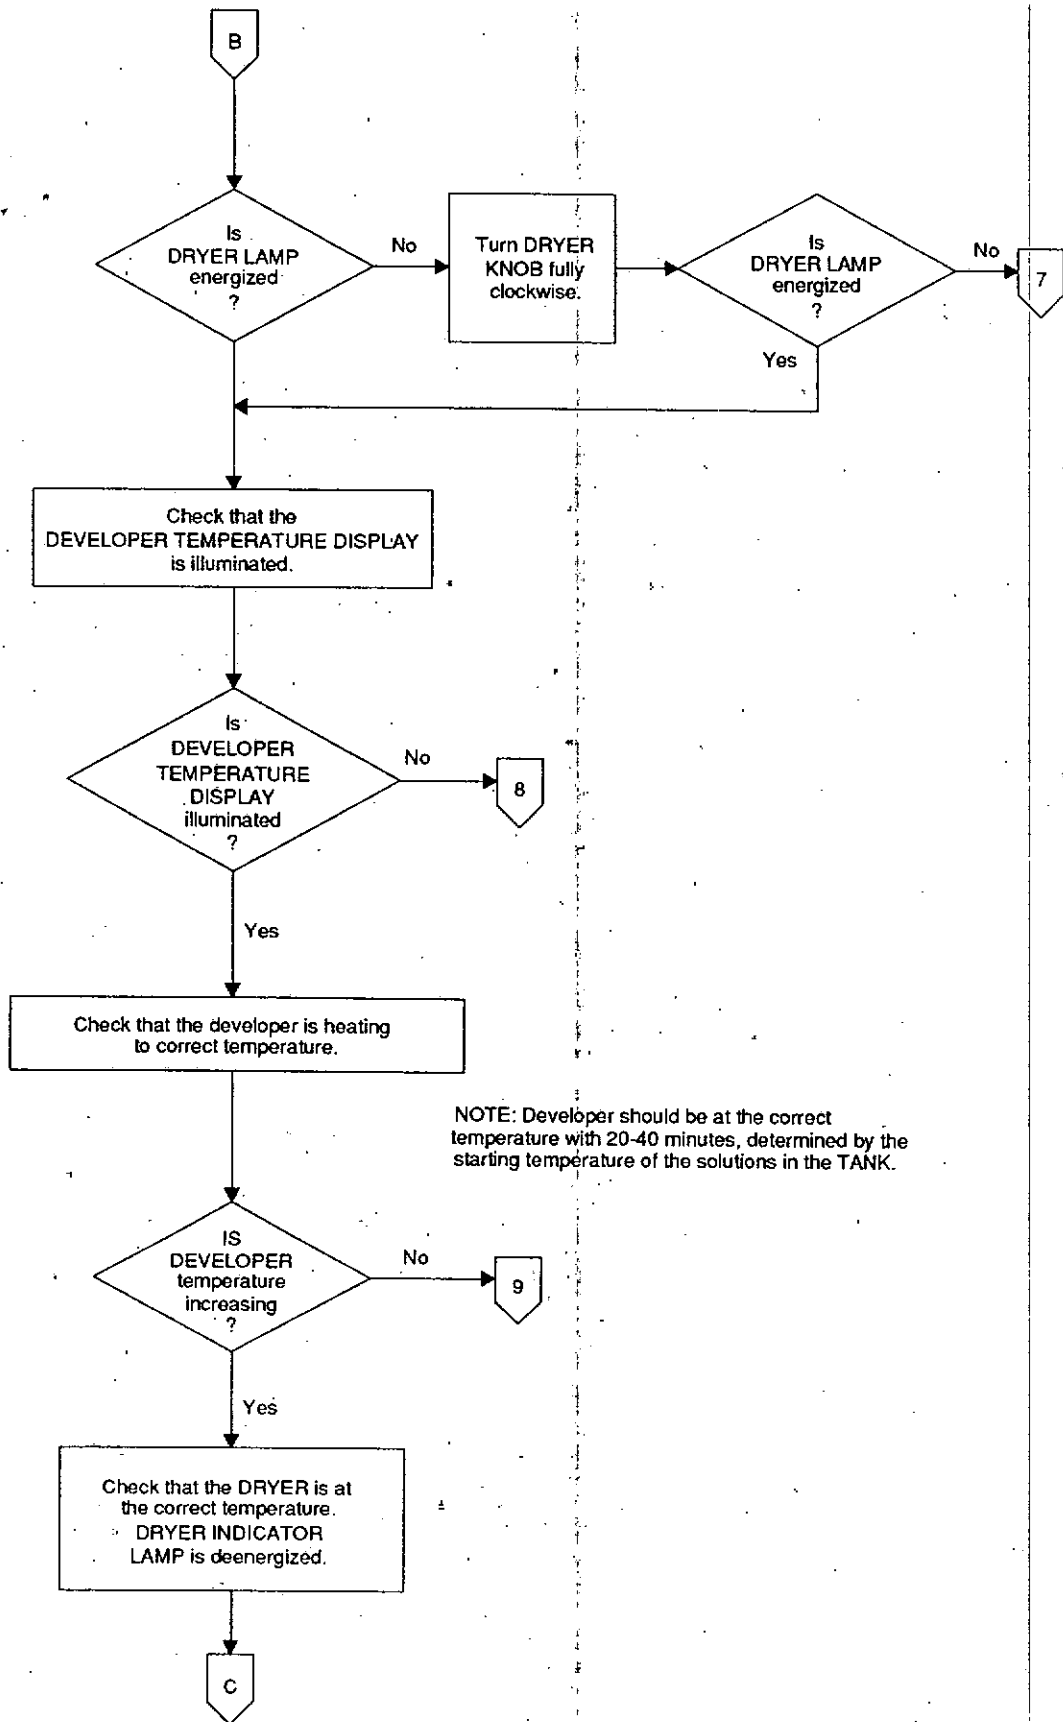 B
Is
DRYER LAMP
energized
?
No
Turn DRYER
KNOB fully
clockwise.
Is
DRYER LAMP
energized
?
No
7
Yes
Check that the
DEVELOPER TEMPERATURE DISPLAY
is illuminated.
Is
DEVELOPER
TEMPERATURE
DISPLAY
illuminated
?
No
8
Yes
Check that the developer is heating
to correct temperature.
NOTE: Developer should be at the correct
temperature with 20-40 minutes, determined by the
starting temperature of the solutions in the TANK.
IS
DEVELOPER
temperature
increasing
?
No
9
Yes
Check that the DRYER is at
the correct temperature.
DRYER INDICATOR
LAMP is deenergized.
C